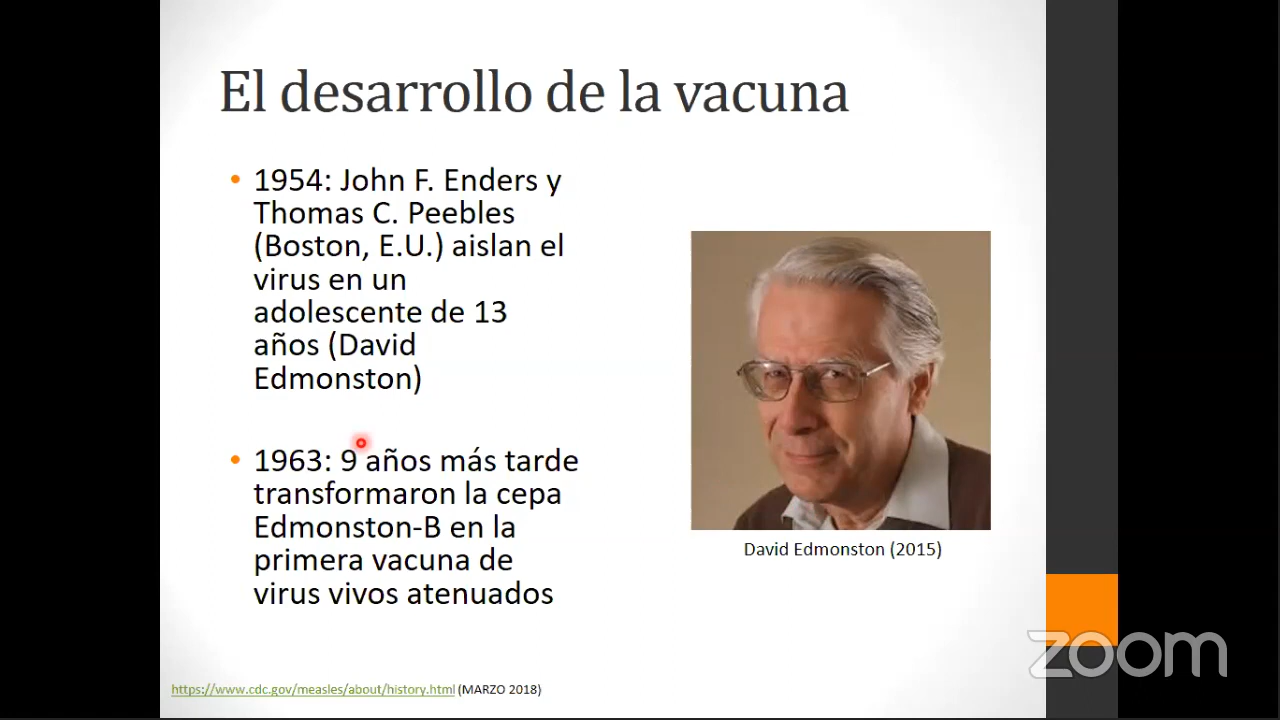 El desarrollo de la vacuna
• 1954: John F. Enders y
Thomas C. Peebles
(Boston, E.U.) aislan el
virus en un
adolescente de 13
años (David
Edmonston)
• 1963: 9 años más tarde
transformaron la cepa
Edmonston-B en la
primera vacuna de
virus vivos atenuados
David Edmonston (2015)
https://www.cdc.gov/measles/about/history.html (MARZO 2018)
zoom